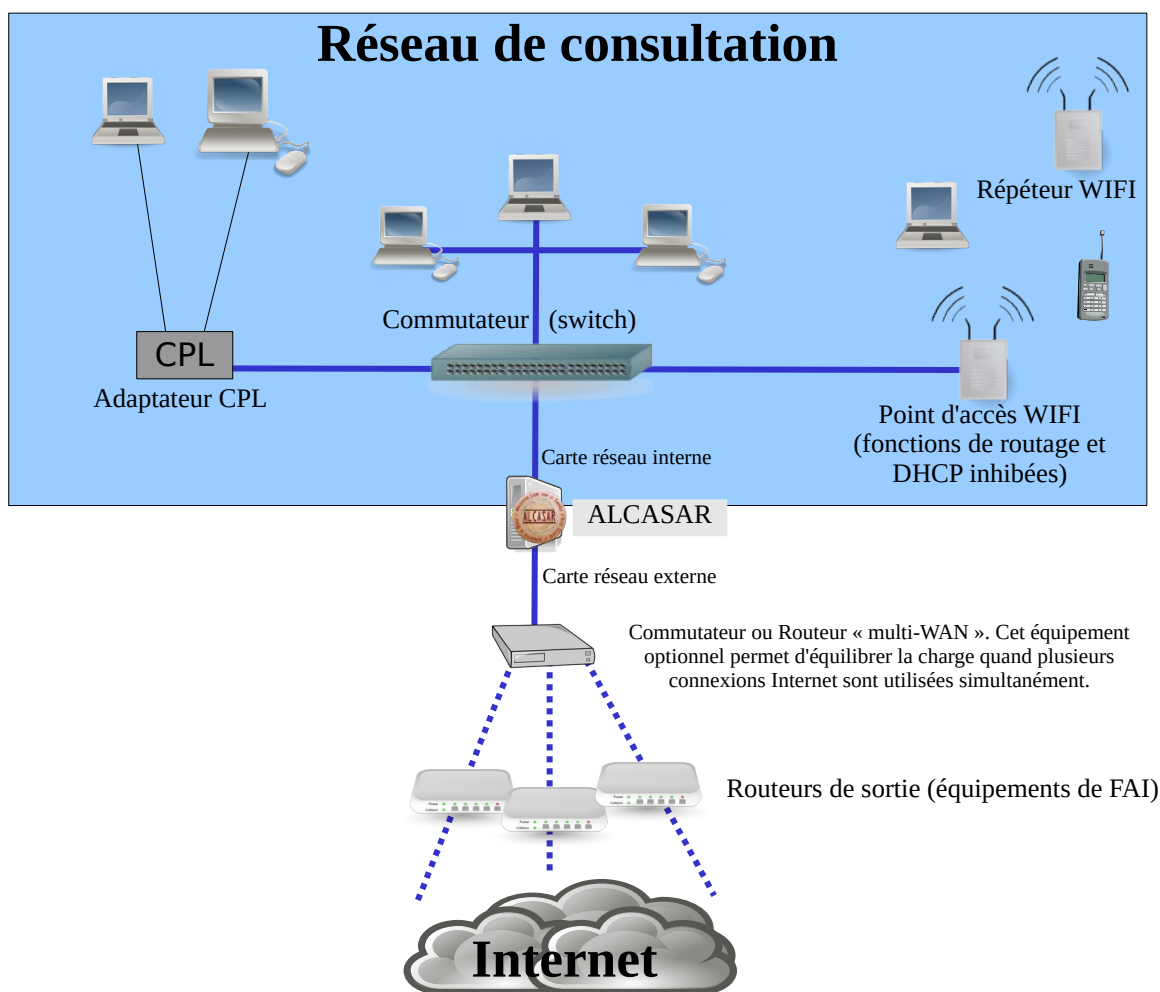 Réseau de consultation
Répéteur WIFI
Commutateur (switch)
CPL
Adaptateur CPL
Point d'accès WIFI
(fonctions de routage et
DHCP inhibées)
Carte réseau interne
ALCASAR
ALCASAR
Carte réseau externe
Commutateur ou Routeur « multi-WAN ». Cet équipement
optionnel permet d'équilibrer la charge quand plusieurs
connexions Internet sont utilisées simultanément.
Routeurs de sortie (équipements de FAI)
Internet